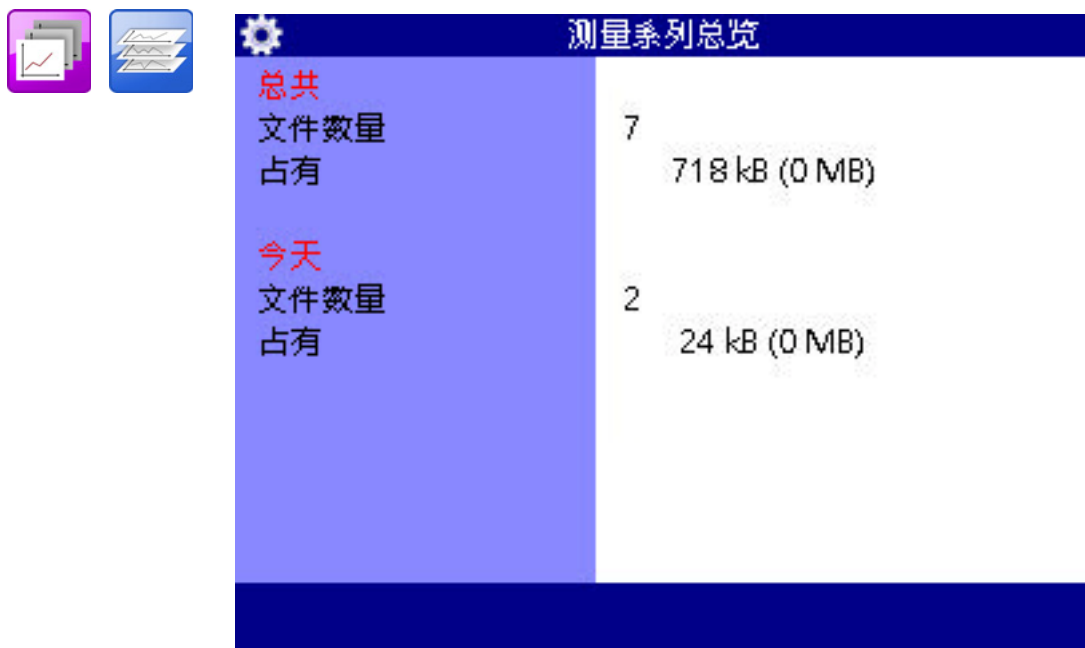 测量系列总览
总共
文件数量 7
占有 718 kB (0 MB)
今天
文件数量 2
占有 24 kB (0 MB)